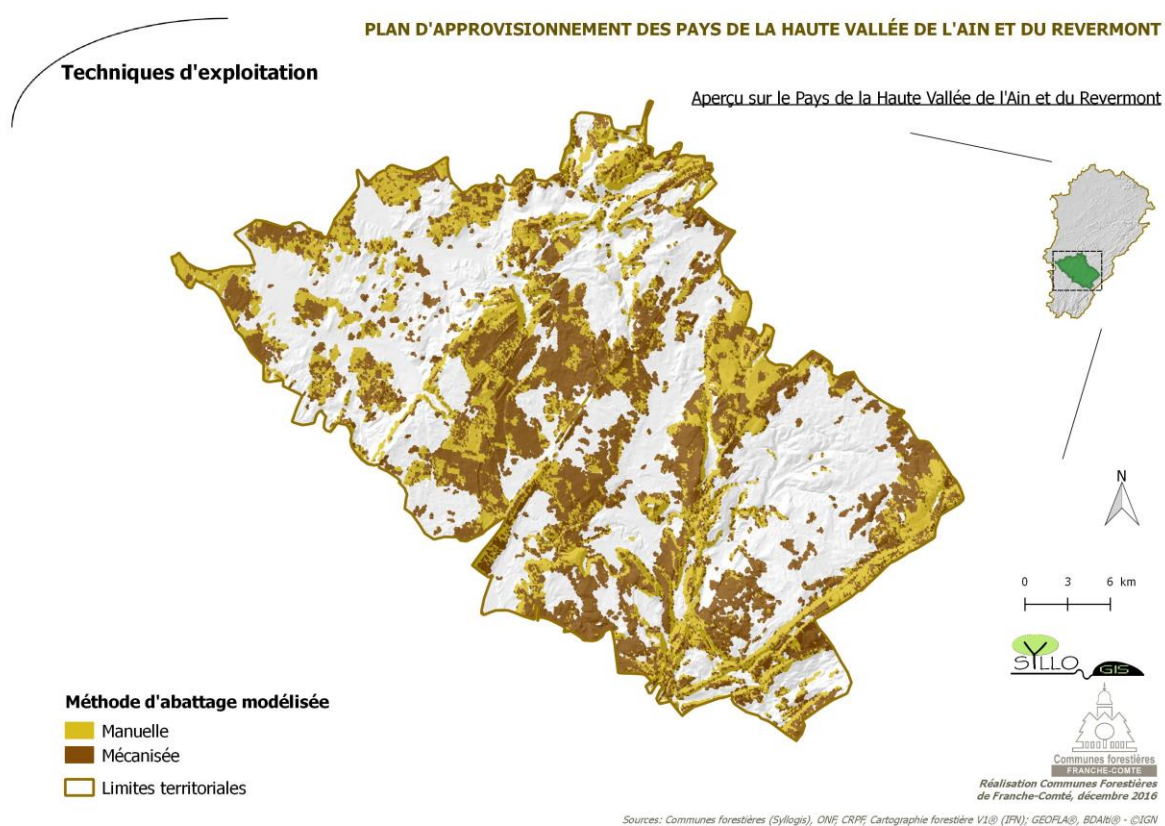 PLAN D'APPROVISIONNEMENT DES PAYS DE LA HAUTE VALLÉE DE L'AIN ET DU REVERMONT
Techniques d'exploitation
Aperçu sur le Pays de la Haute Vallée de l'Ain et du Revermont
N
0 3 6 km
SYLLO GIS
Méthode d'abattage modélisée
Manuelle
Mécanisée
Limites territoriales
Communes forestières
FRANCHE-COMTE
Réalisation Communes Forestières
de Franche-Comté, décembre 2016
Sources: Communes forestières (Syllogis), ONF, CRPF, Cartographie forestière V1® (IFN); GEOFLA®, BDAlti® - ©IGN